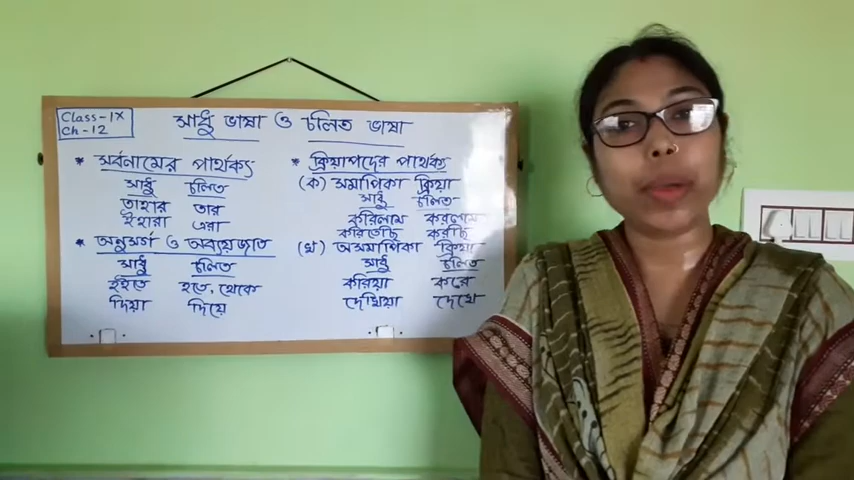 Class-IX
Ch-12
সাধু ভাষা ও চলিত ভাষা
* সর্বনামের পার্থক্য
সাধু চলিত
তাহার তার
ইহারা ওরা
* অনুসর্গ ও অব্যয়জাত
সাধু চলিত
হইতে হতে, থেকে
দিয়া দিয়ে
* ক্রিয়াপদের পার্থক্য
(ক) সমাপিকা ক্রিয়া
সাধু চলিত
করিলাম করলাম
করিতেছি করছি
(খ) অসমাপিকা ক্রিয়া
সাধু চলিত
করিয়া করে
দেখিয়া দেখে